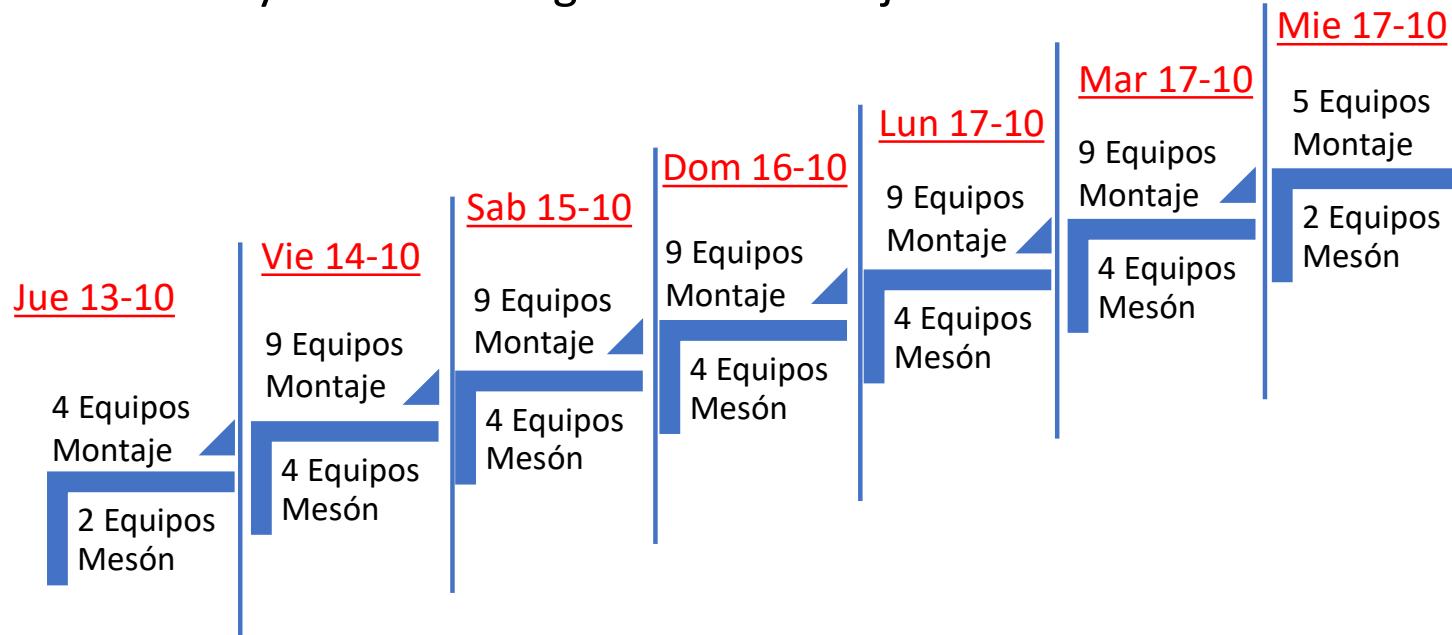 Jue 13-10
4 Equipos
Montaje
2 Equipos
Mesón
Vie 14-10
9 Equipos
Montaje
4 Equipos
Mesón
Sab 15-10
9 Equipos
Montaje
4 Equipos
Mesón
Dom 16-10
9 Equipos
Montaje
4 Equipos
Mesón
Lun 17-10
9 Equipos
Montaje
4 Equipos
Mesón
Mar 17-10
9 Equipos
Montaje
4 Equipos
Mesón
Mie 17-10
5 Equipos
Montaje
2 Equipos
Mesón